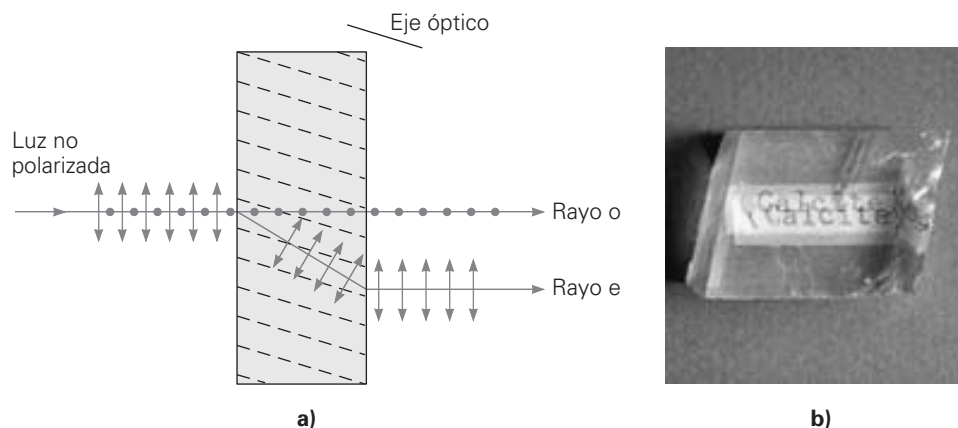 Eje óptico
Luz no
polarizada
Rayo o
Rayo e
Calcite
Calcite
a)
b)